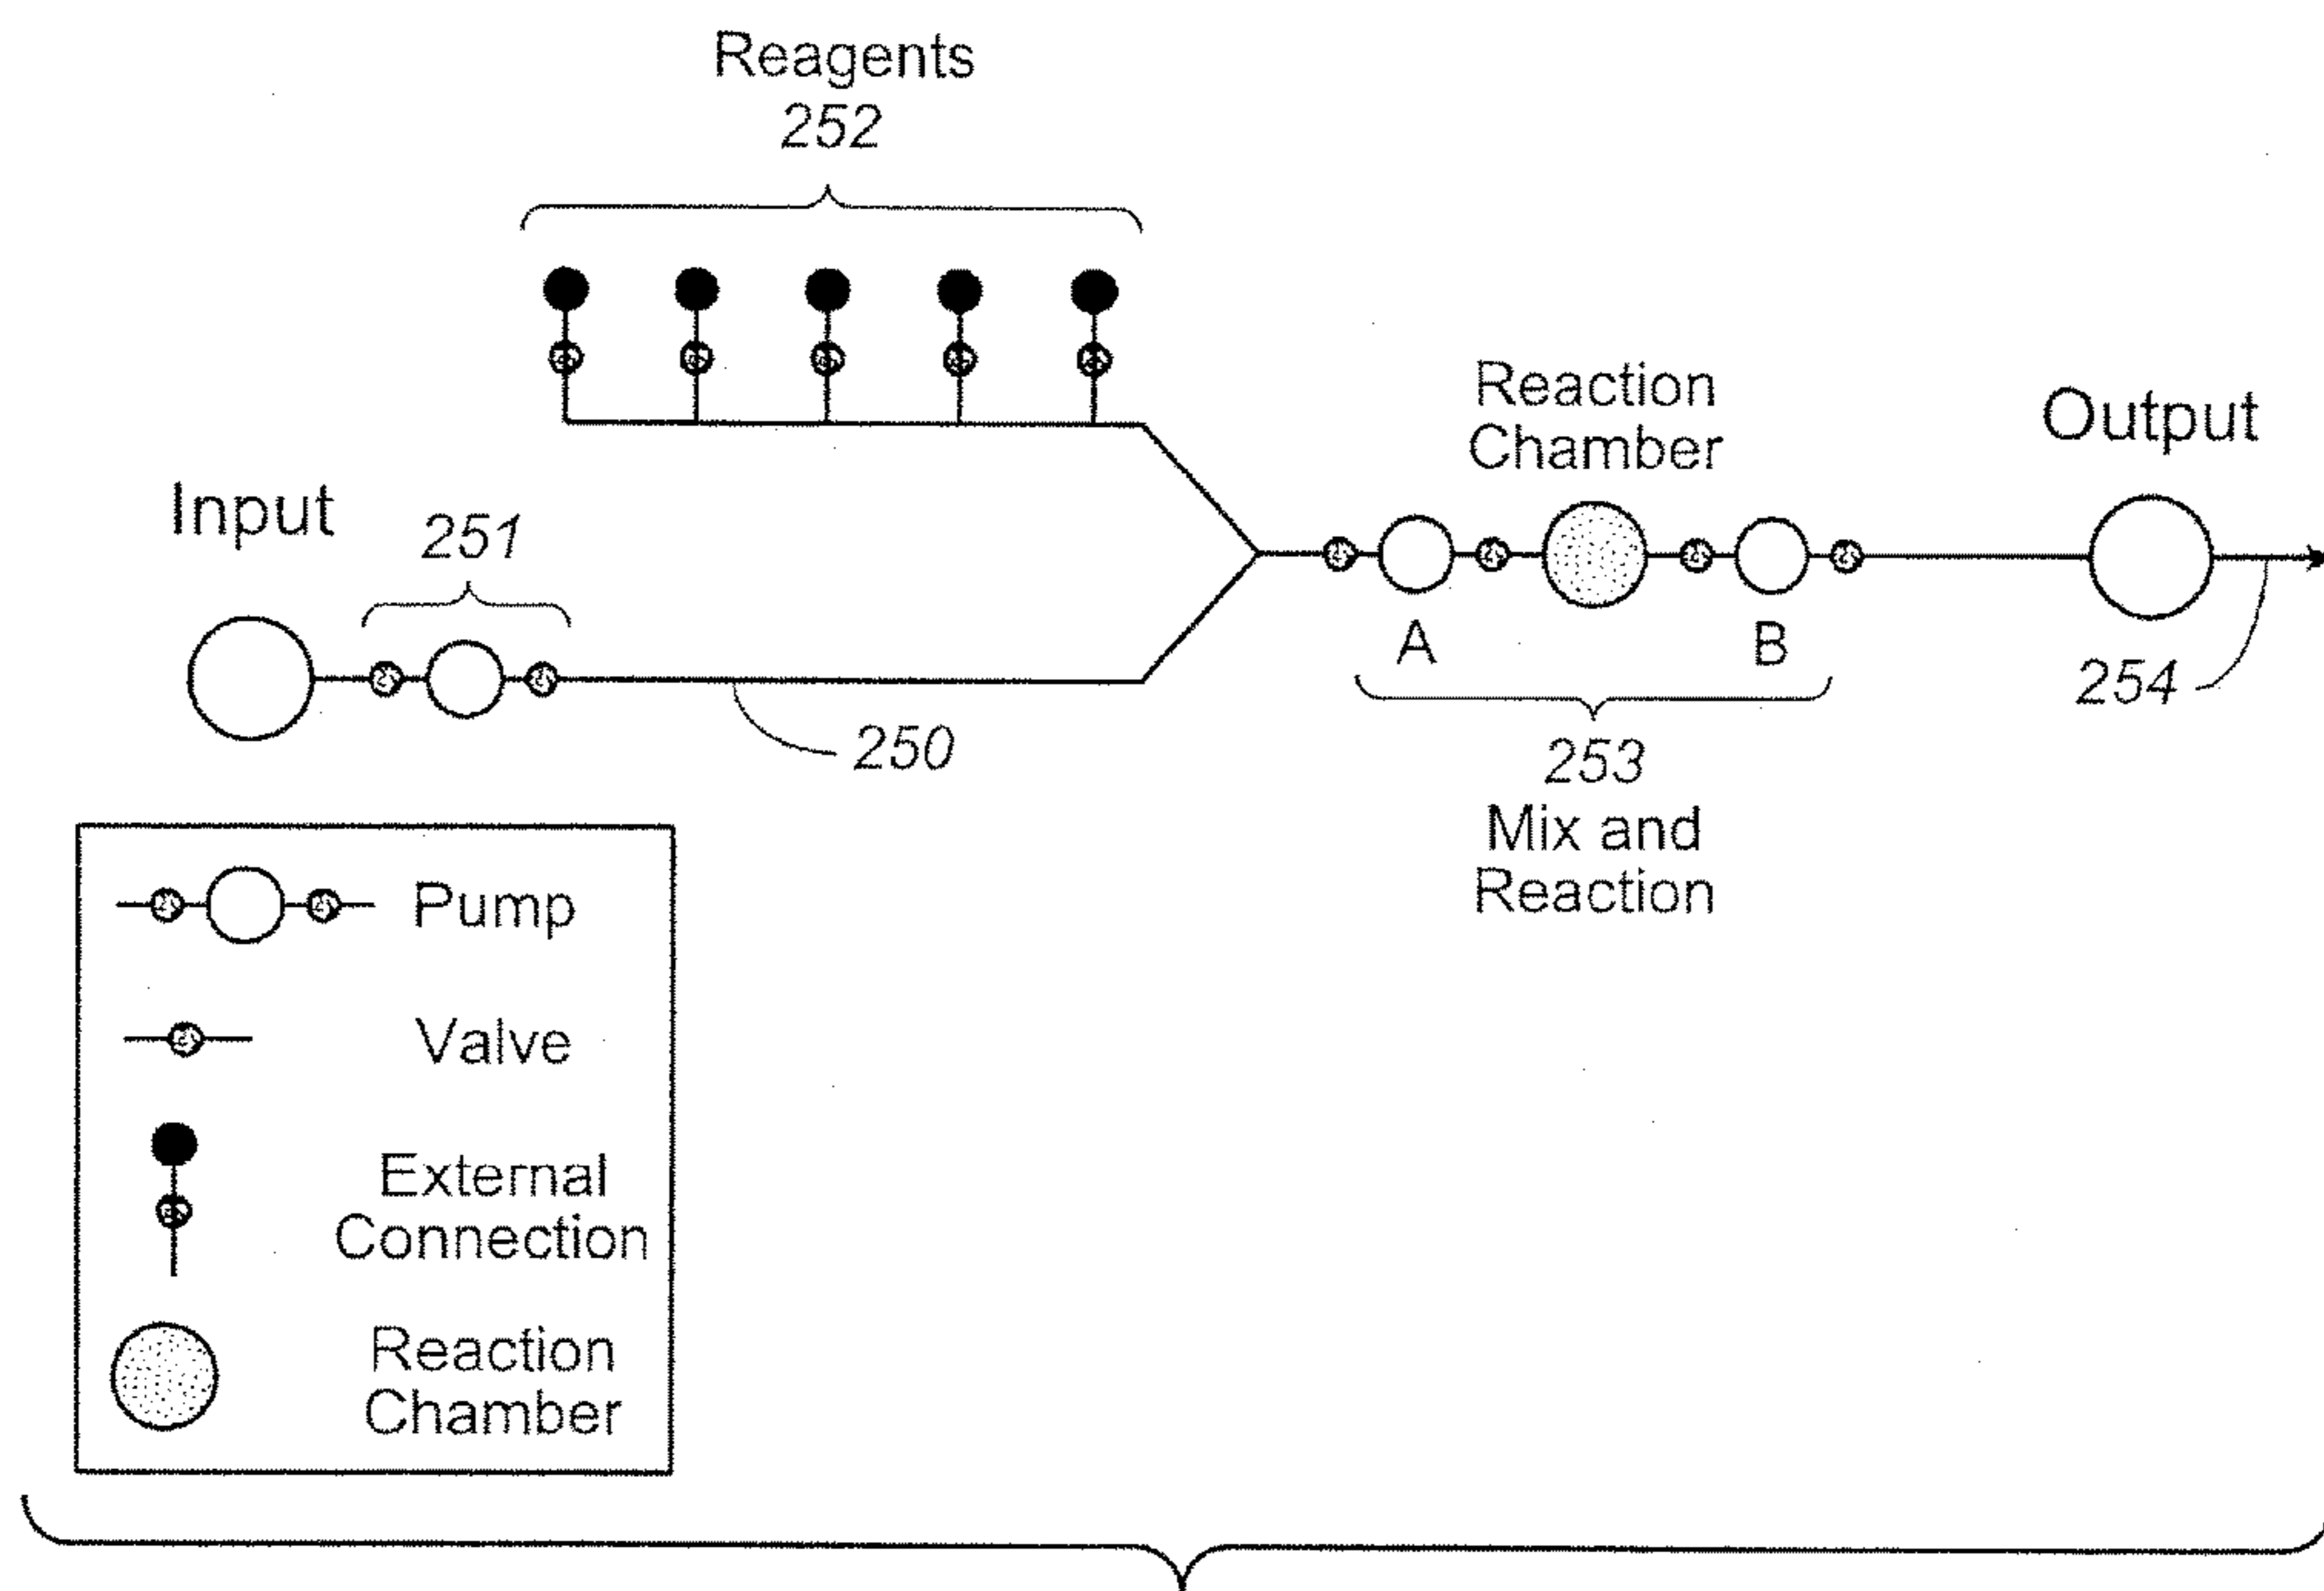 Reagents
252
Input
251
250
Reaction
Chamber
A
B
253
Mix and
Reaction
Output
254
Pump
Valve
External
Connection
Reaction
Chamber